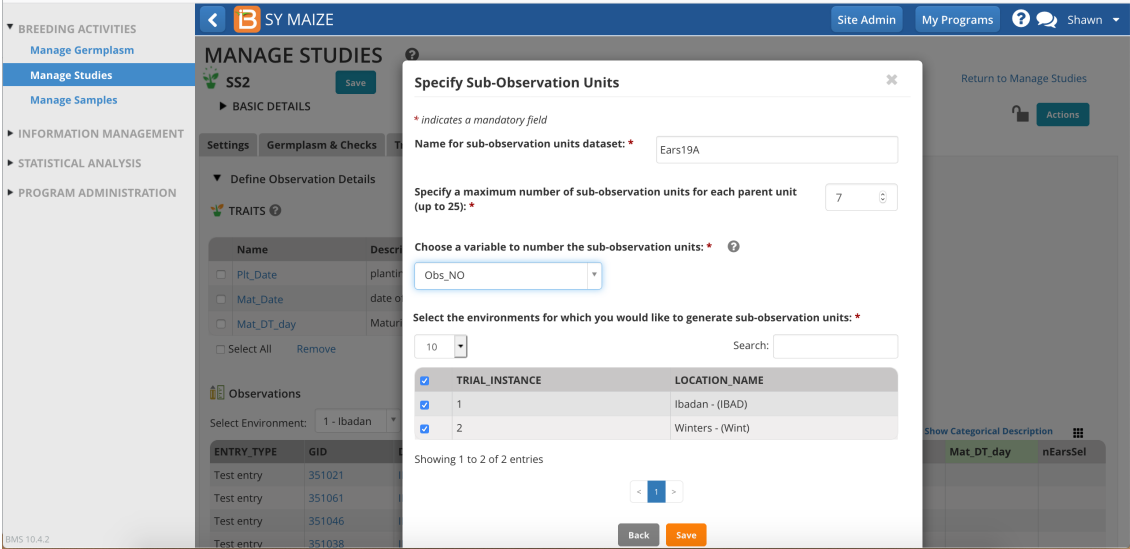 BREEDING ACTIVITIES
Manage Germplasm
Manage Studies
Manage Samples
INFORMATION MANAGEMENT
STATISTICAL ANALYSIS
PROGRAM ADMINISTRATION
BMS 10.4.2
B SY MAIZE
Site Admin
My Programs
Shawn
MANAGE STUDIES
SS2
Save
Return to Manage Studies
BASIC DETAILS
Actions
Settings
Germplasm & Checks
Define Observation Details
TRAITS
Name
Descri
Plt_Date
plantin
Mat_Date
date o
Mat_DT_day
Maturi
Select All
Remove
Observations
Select Environment: 1 - Ibadan
Show Categorical Description
ENTRY_TYPE GID Mat_DT_day nEarsSel
Test entry 351021
Test entry 351061
Test entry 351046
Test entry 351038
Specify Sub-Observation Units
* indicates a mandatory field
Name for sub-observation units dataset: * Ears19A
Specify a maximum number of sub-observation units for each parent unit
(up to 25): * 7
Choose a variable to number the sub-observation units: *
Obs_NO
Select the environments for which you would like to generate sub-observation units: *
10
Search:
TRIAL_INSTANCE LOCATION_NAME
1 Ibadan - (IBAD)
2 Winters - (Wint)
Showing 1 to 2 of 2 entries
< 1 >
Back
Save